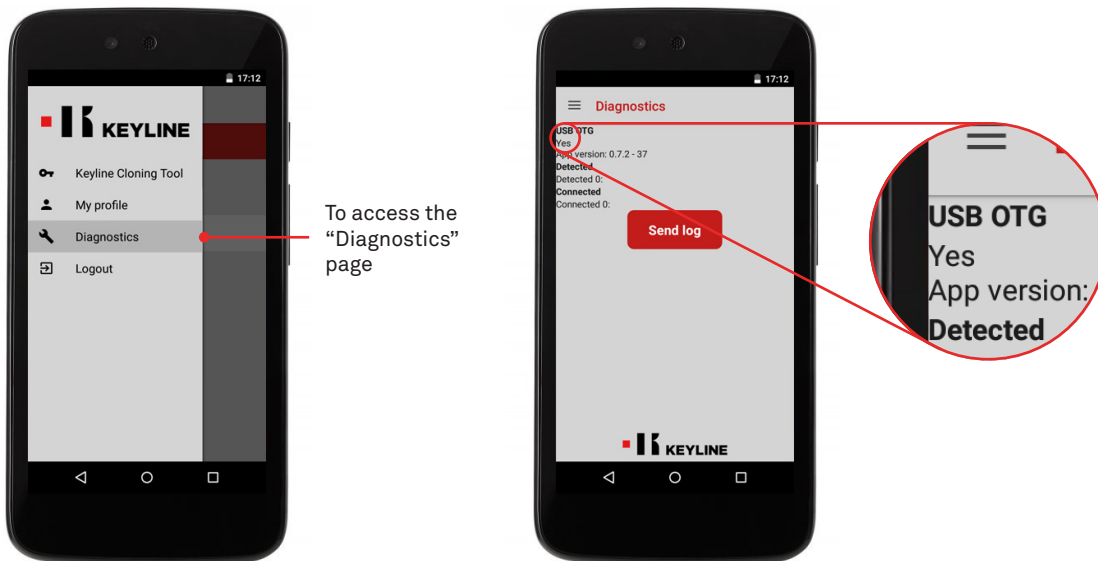 17:12
KEYLINE
Keyline Cloning Tool
My profile
Diagnostics
Logout
To access the
“Diagnostics”
page
17:12
Diagnostics
USB OTG
Yes
App version: 0.7.2 - 37
Detected
Detected 0:
Connected
Connected 0:
Send log
KEYLINE
USB OTG
Yes
App version:
Detected